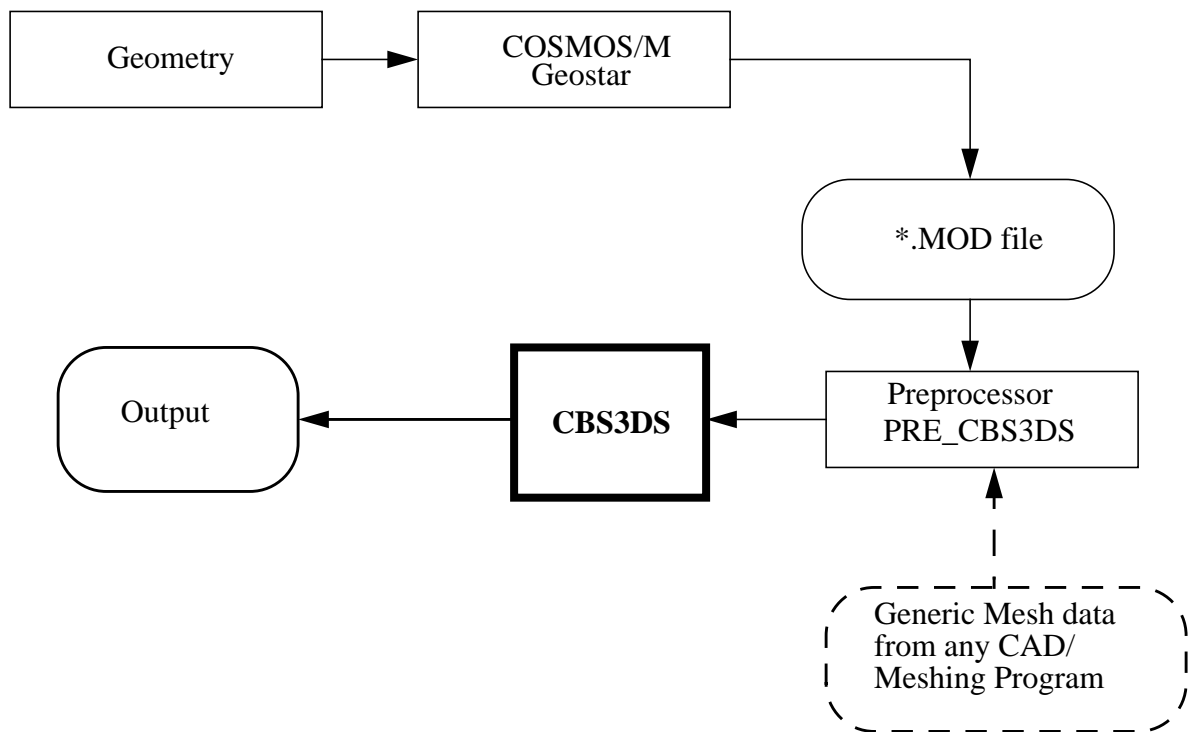 Geometry
COSMOS/M
Geostar
*.MOD file
Preprocessor
PRE_CBS3DS
CBS3DS
Output
Generic Mesh data
from any CAD/
Meshing Program